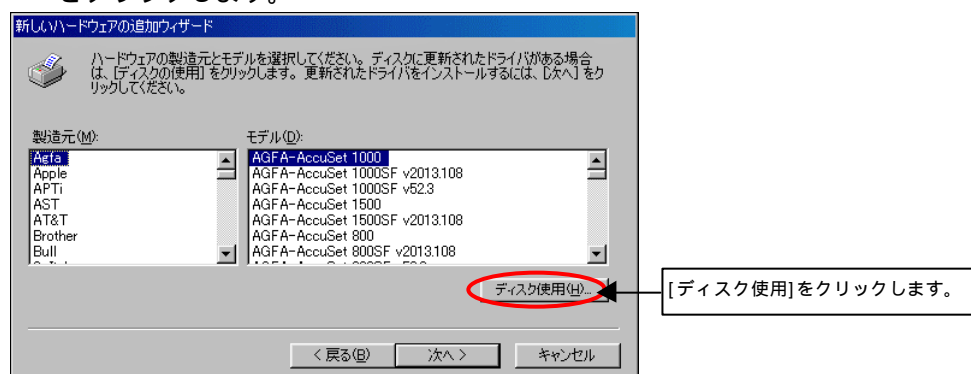 をクリックします。
新しいハードウェアの追加ウィザード
ハードウェアの製造元とモデルを選択してください。ディスクに更新されたドライバがある場合
は、[ディスクの使用] をクリックします。更新されたドライバをインストールするには、[次へ] をク
リックしてください。
製造元(M):
モデル(D):
Agfa
Apple
APTi
AST
AT&T
Brother
Bull
AGFA-AccuSet 1000
AGFA-AccuSet 1000SF v2013.108
AGFA-AccuSet 1000SF v52.3
AGFA-AccuSet 1500
AGFA-AccuSet 1500SF v2013.108
AGFA-AccuSet 800
AGFA-AccuSet 800SF v2013.108
ディスク使用(H)...
[ディスク使用]をクリックします。
< 戻る(B)
次へ >
キャンセル